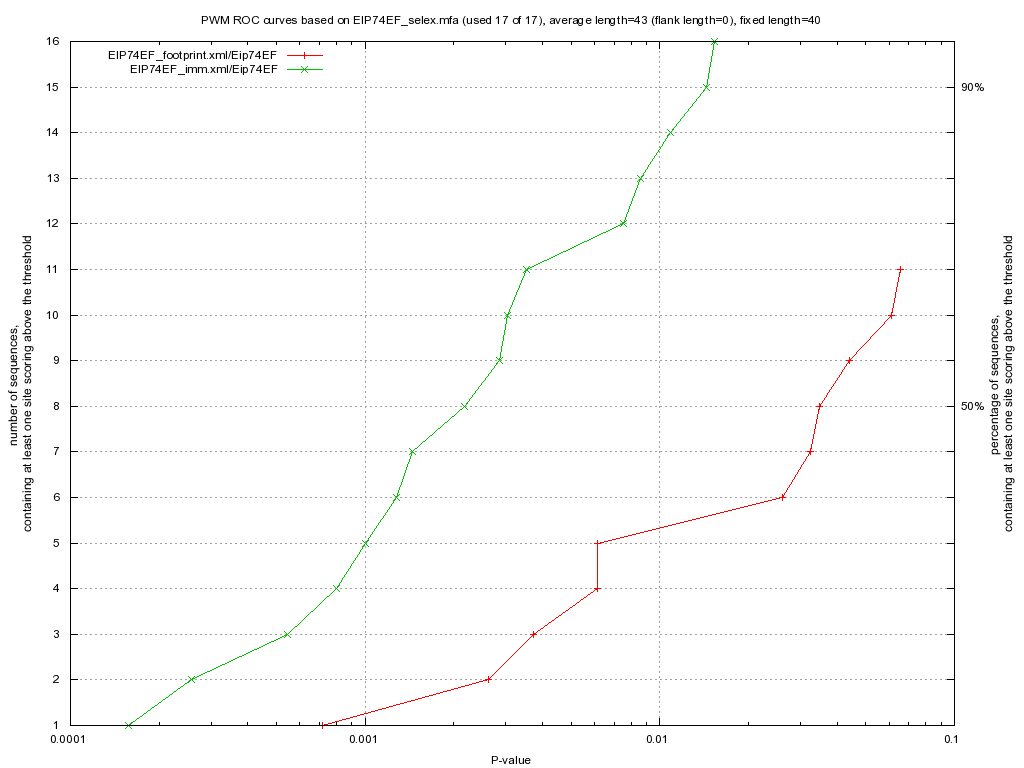 PWM ROC curves based on EIP74EF_selex.mfa (used 17 of 17), average length=43 (flank length=0), fixed length=40
EIP74EF_footprint.xml/Eip74EF
EIP74EF_imm.xml/Eip74EF
16
15
14
13
12
11
10
9
8
7
6
5
4
3
2
1
90%
50%
number of sequences,
containing at least one site scoring above the threshold
percentage of sequences,
containing at least one site scoring above the threshold
0.0001
0.001
0.01
0.1
P-value